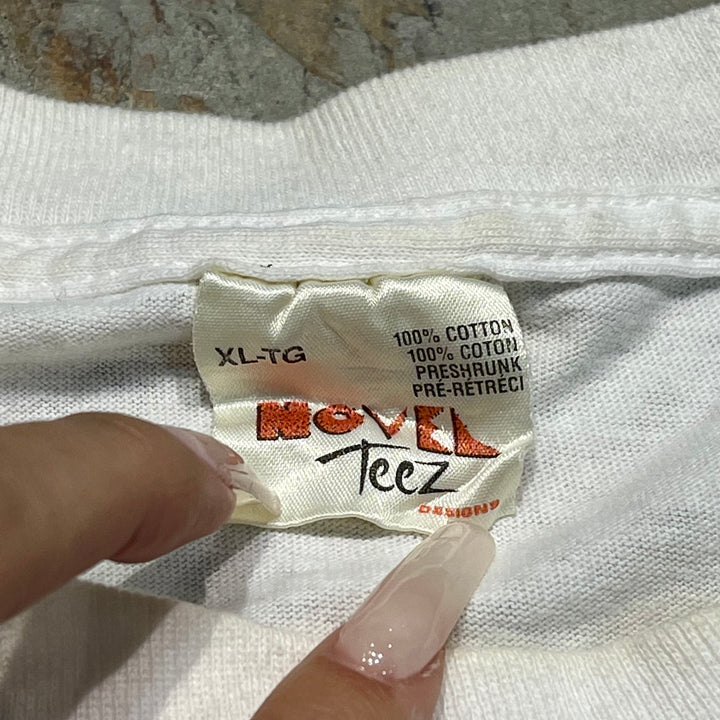 XL-TG
100% COTTON
100% COTON
PRESHRUNK
PRÉ-RÉTRÉCI
NOVEL
Teez
DESIGNS